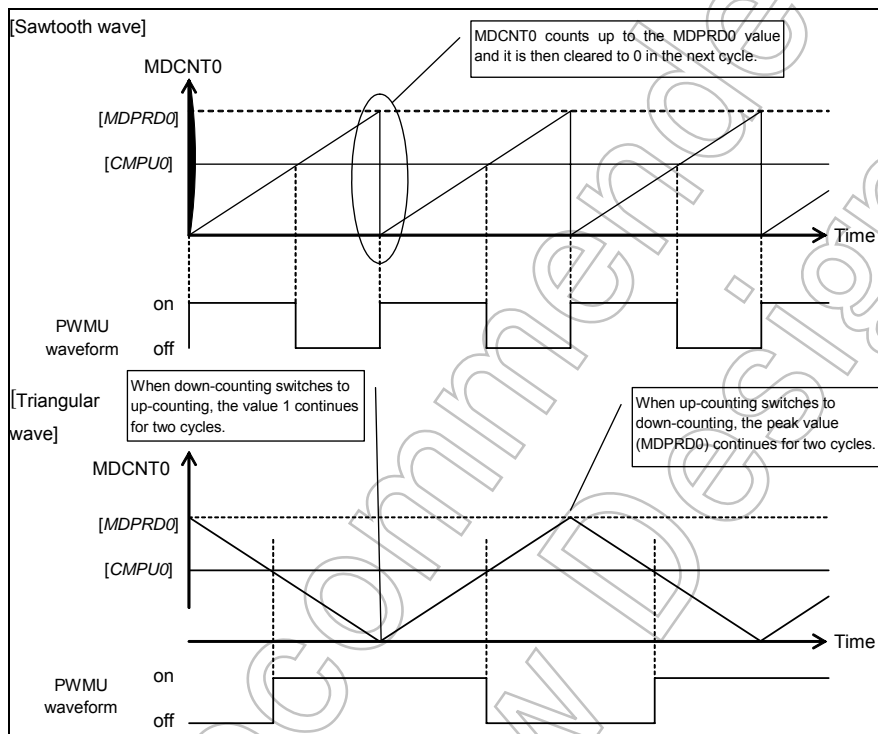 [Sawtooth wave]
MDCNT0 counts up to the MDPRD0 value
and it is then cleared to 0 in the next cycle.
MDCNT0
[MDPRD0]
[CMPU0]
Time
on
PWMU
waveform
off
[Triangular
wave]
When down-counting switches to
up-counting, the value 1 continues
for two cycles.
When up-counting switches to
down-counting, the peak value
(MDPRD0) continues for two cycles.
MDCNT0
[MDPRD0]
[CMPU0]
Time
on
PWMU
waveform
off